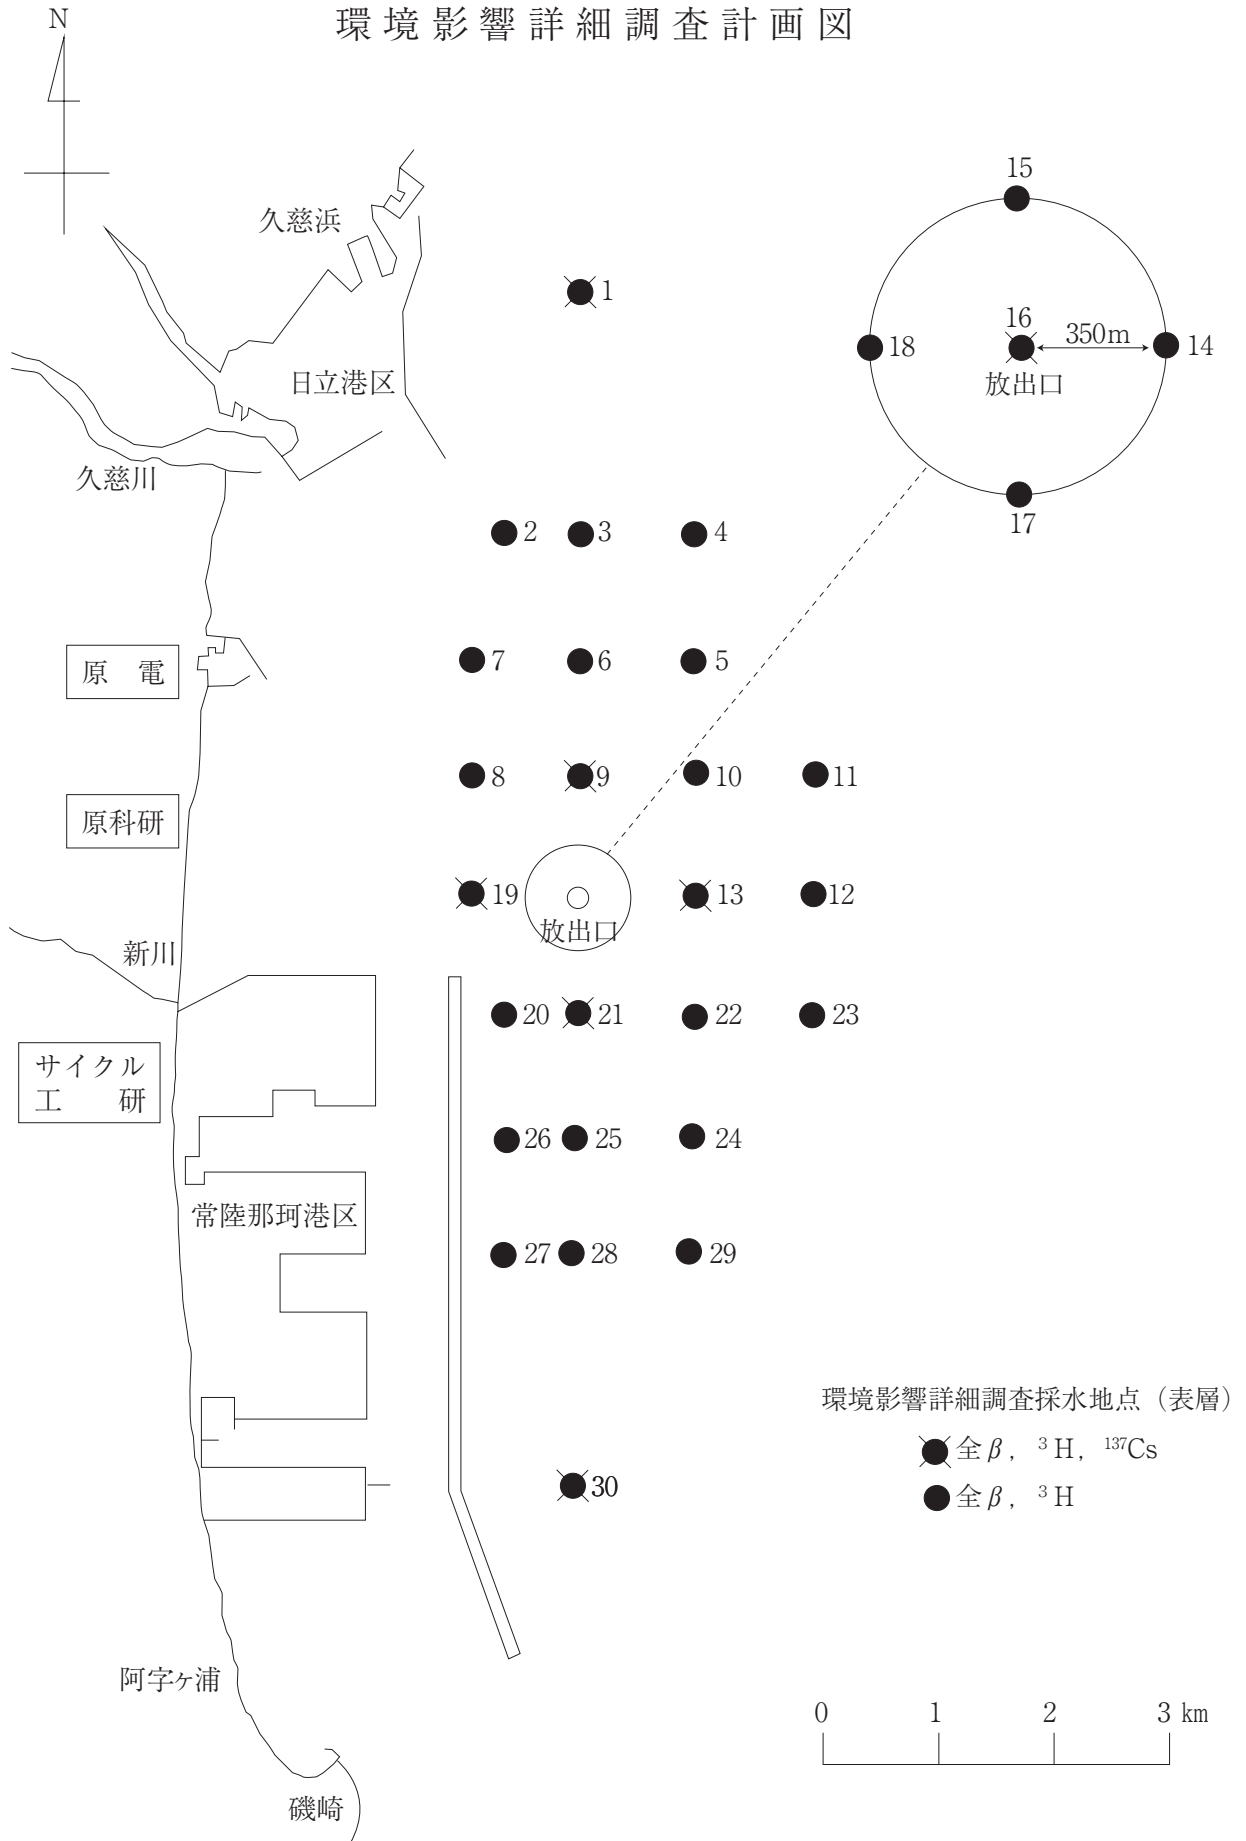 環境影響詳細調査計画図
N
久慈浜
1
15
16
350m
18
14
放出口
17
日立港区
久慈川
2
3
4
原 電
7
6
5
8
9
10
11
原科研
19
13
12
放出口
新川
20
21
22
23
サイクル
工 研
26
25
24
常陸那珂港区
27
28
29
環境影響詳細調査採水地点（表層）
全β, ³H, ¹³⁷Cs
全β, ³H
30
阿字ヶ浦
0 1 2 3 km
磯崎